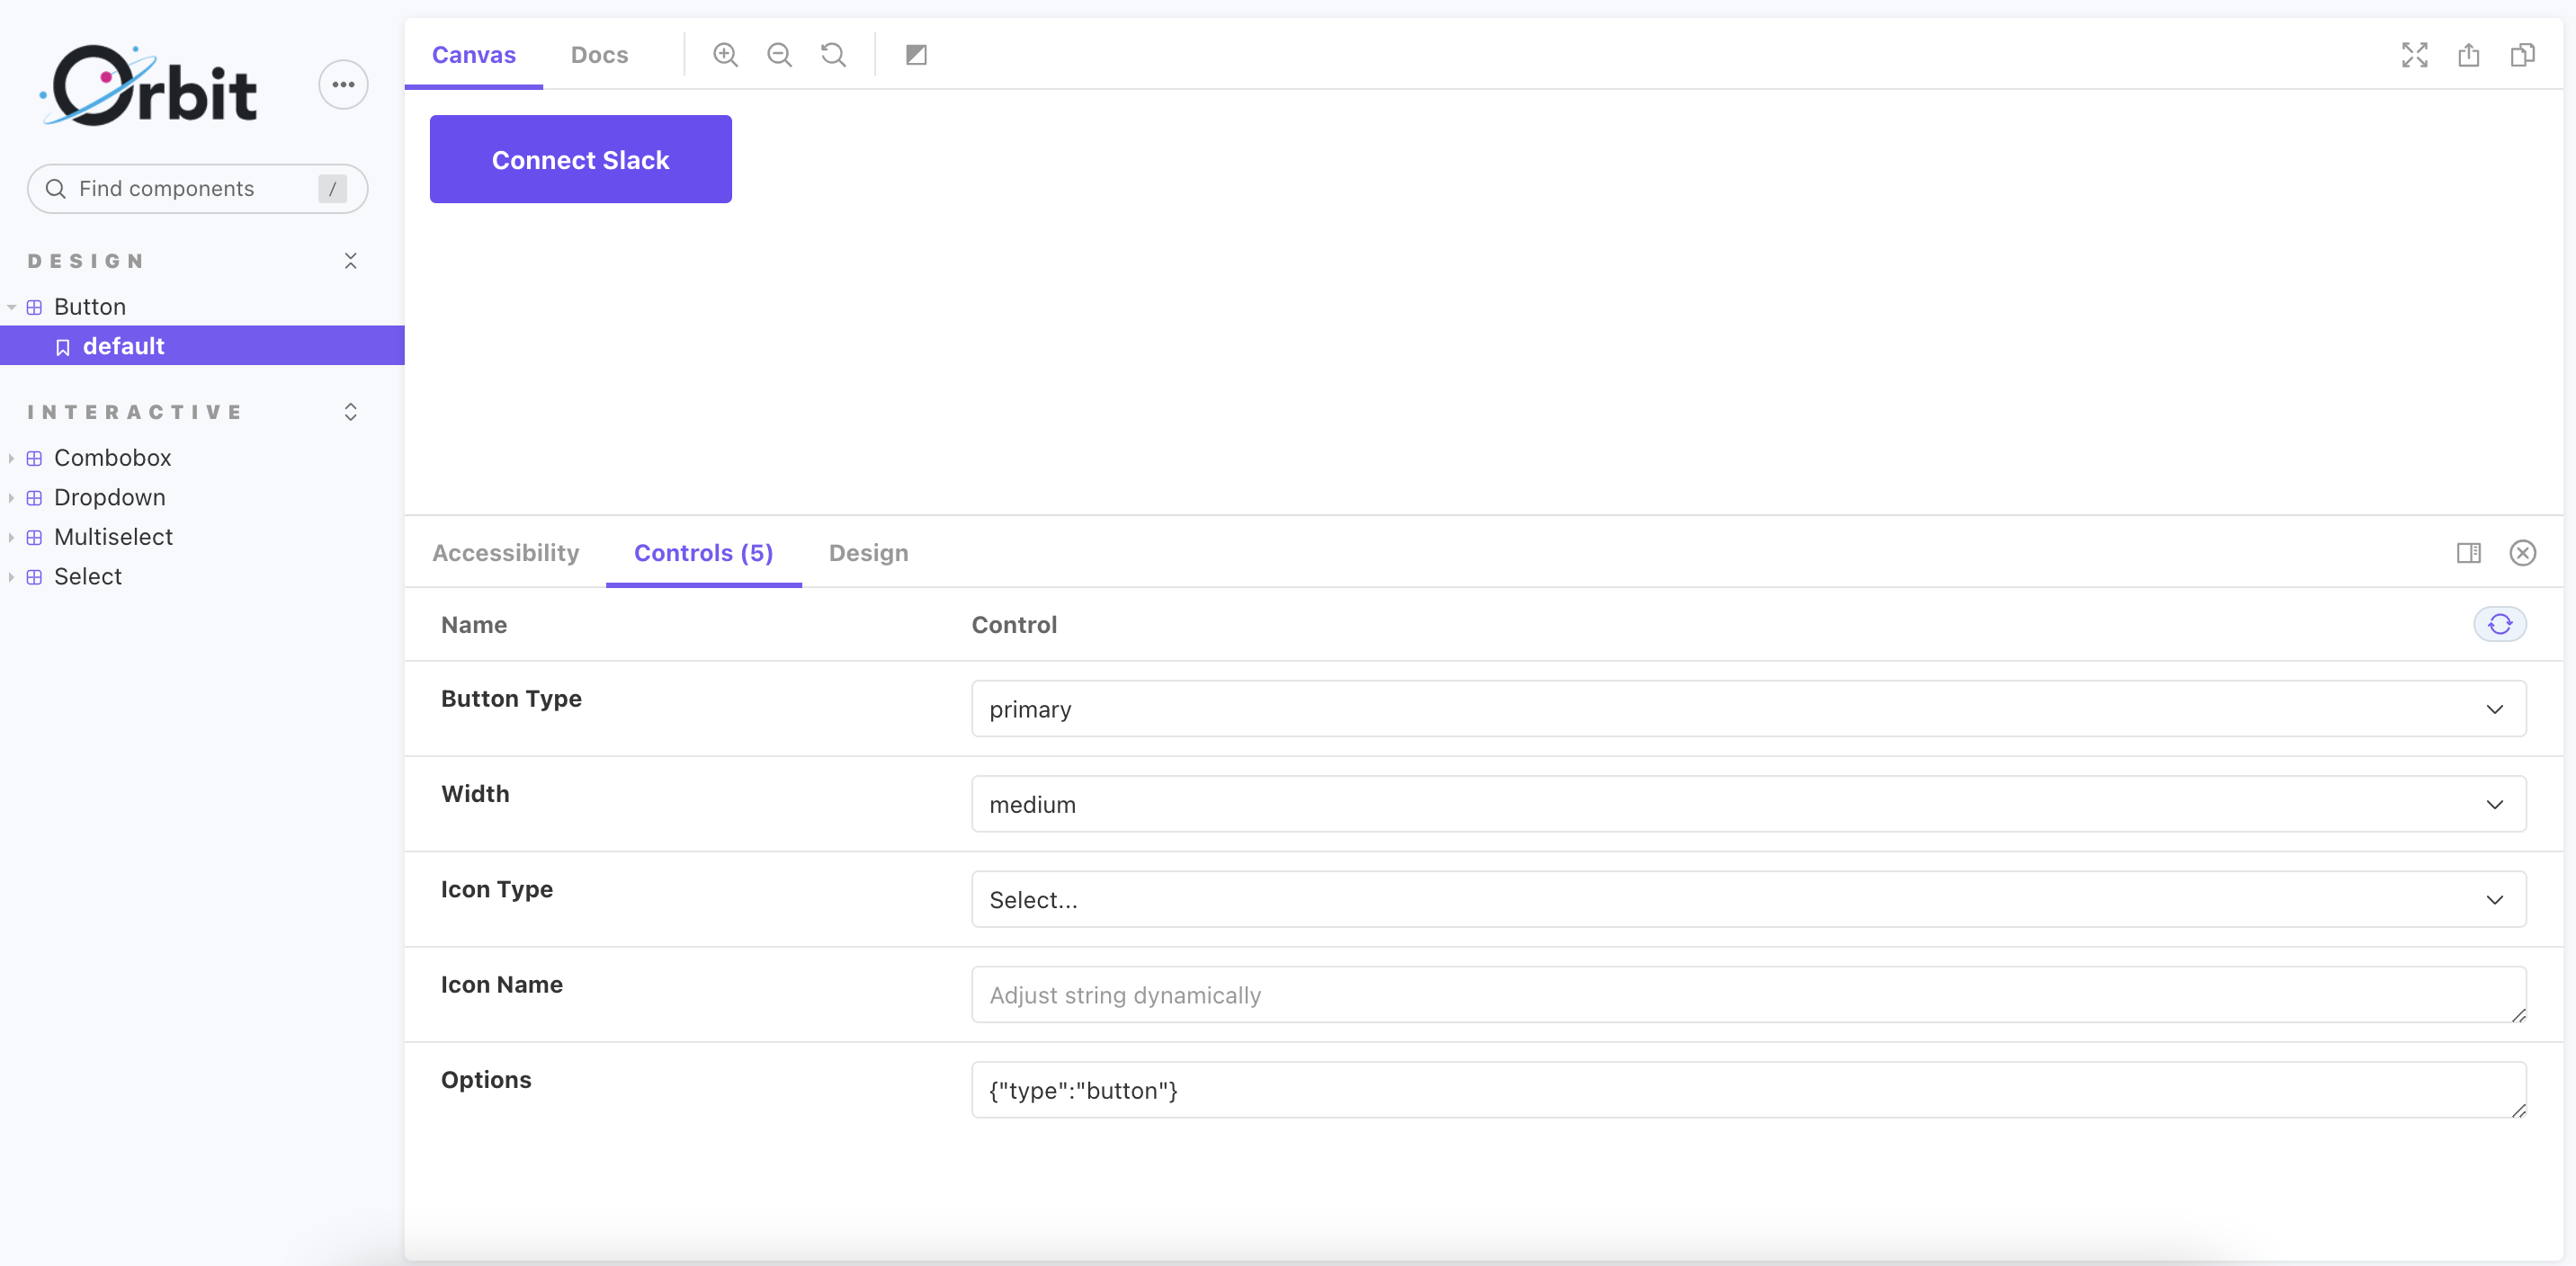 Orbit
Find components /
DESIGN
Button
default
INTERACTIVE
Combobox
Dropdown
Multiselect
Select
Canvas Docs
Connect Slack
Accessibility Controls (5) Design
Name Control
Button Type primary
Width medium
Icon Type Select...
Icon Name Adjust string dynamically
Options {"type":"button"}